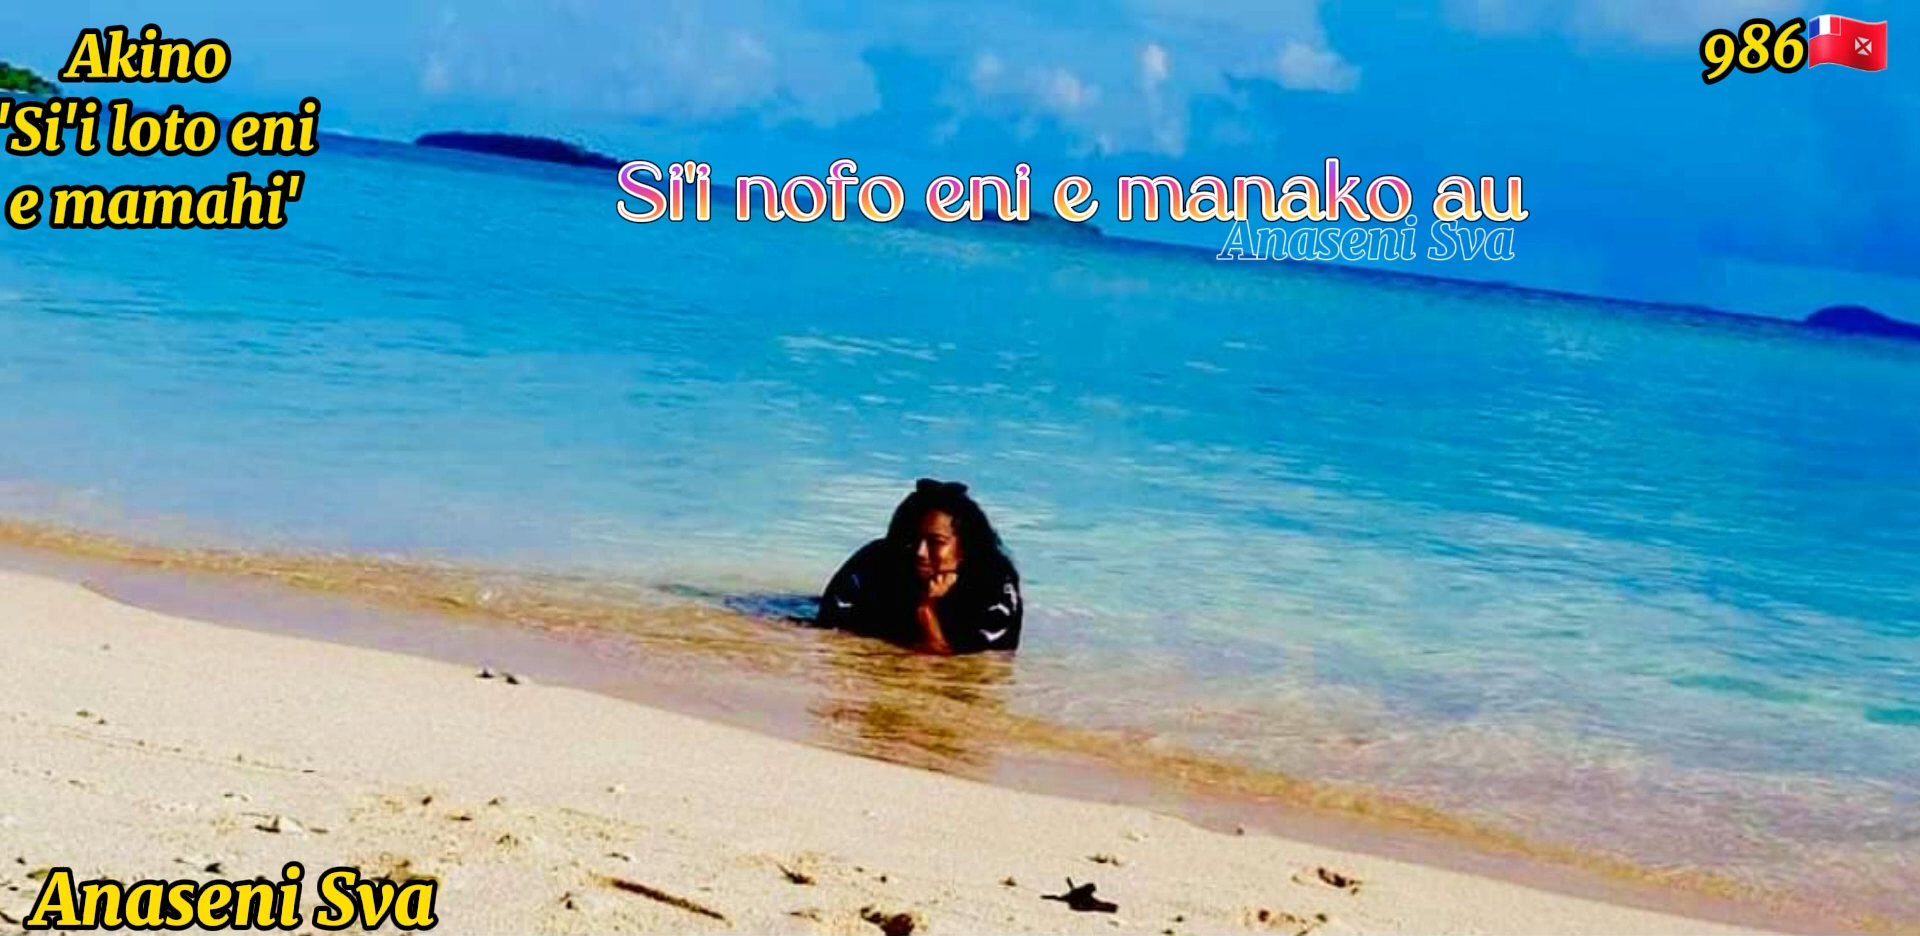 Akino
'Si'i loto eni
e mamahi'
986
Si'i nofo eni e manako au
Anaseni Sva
Anaseni Sva